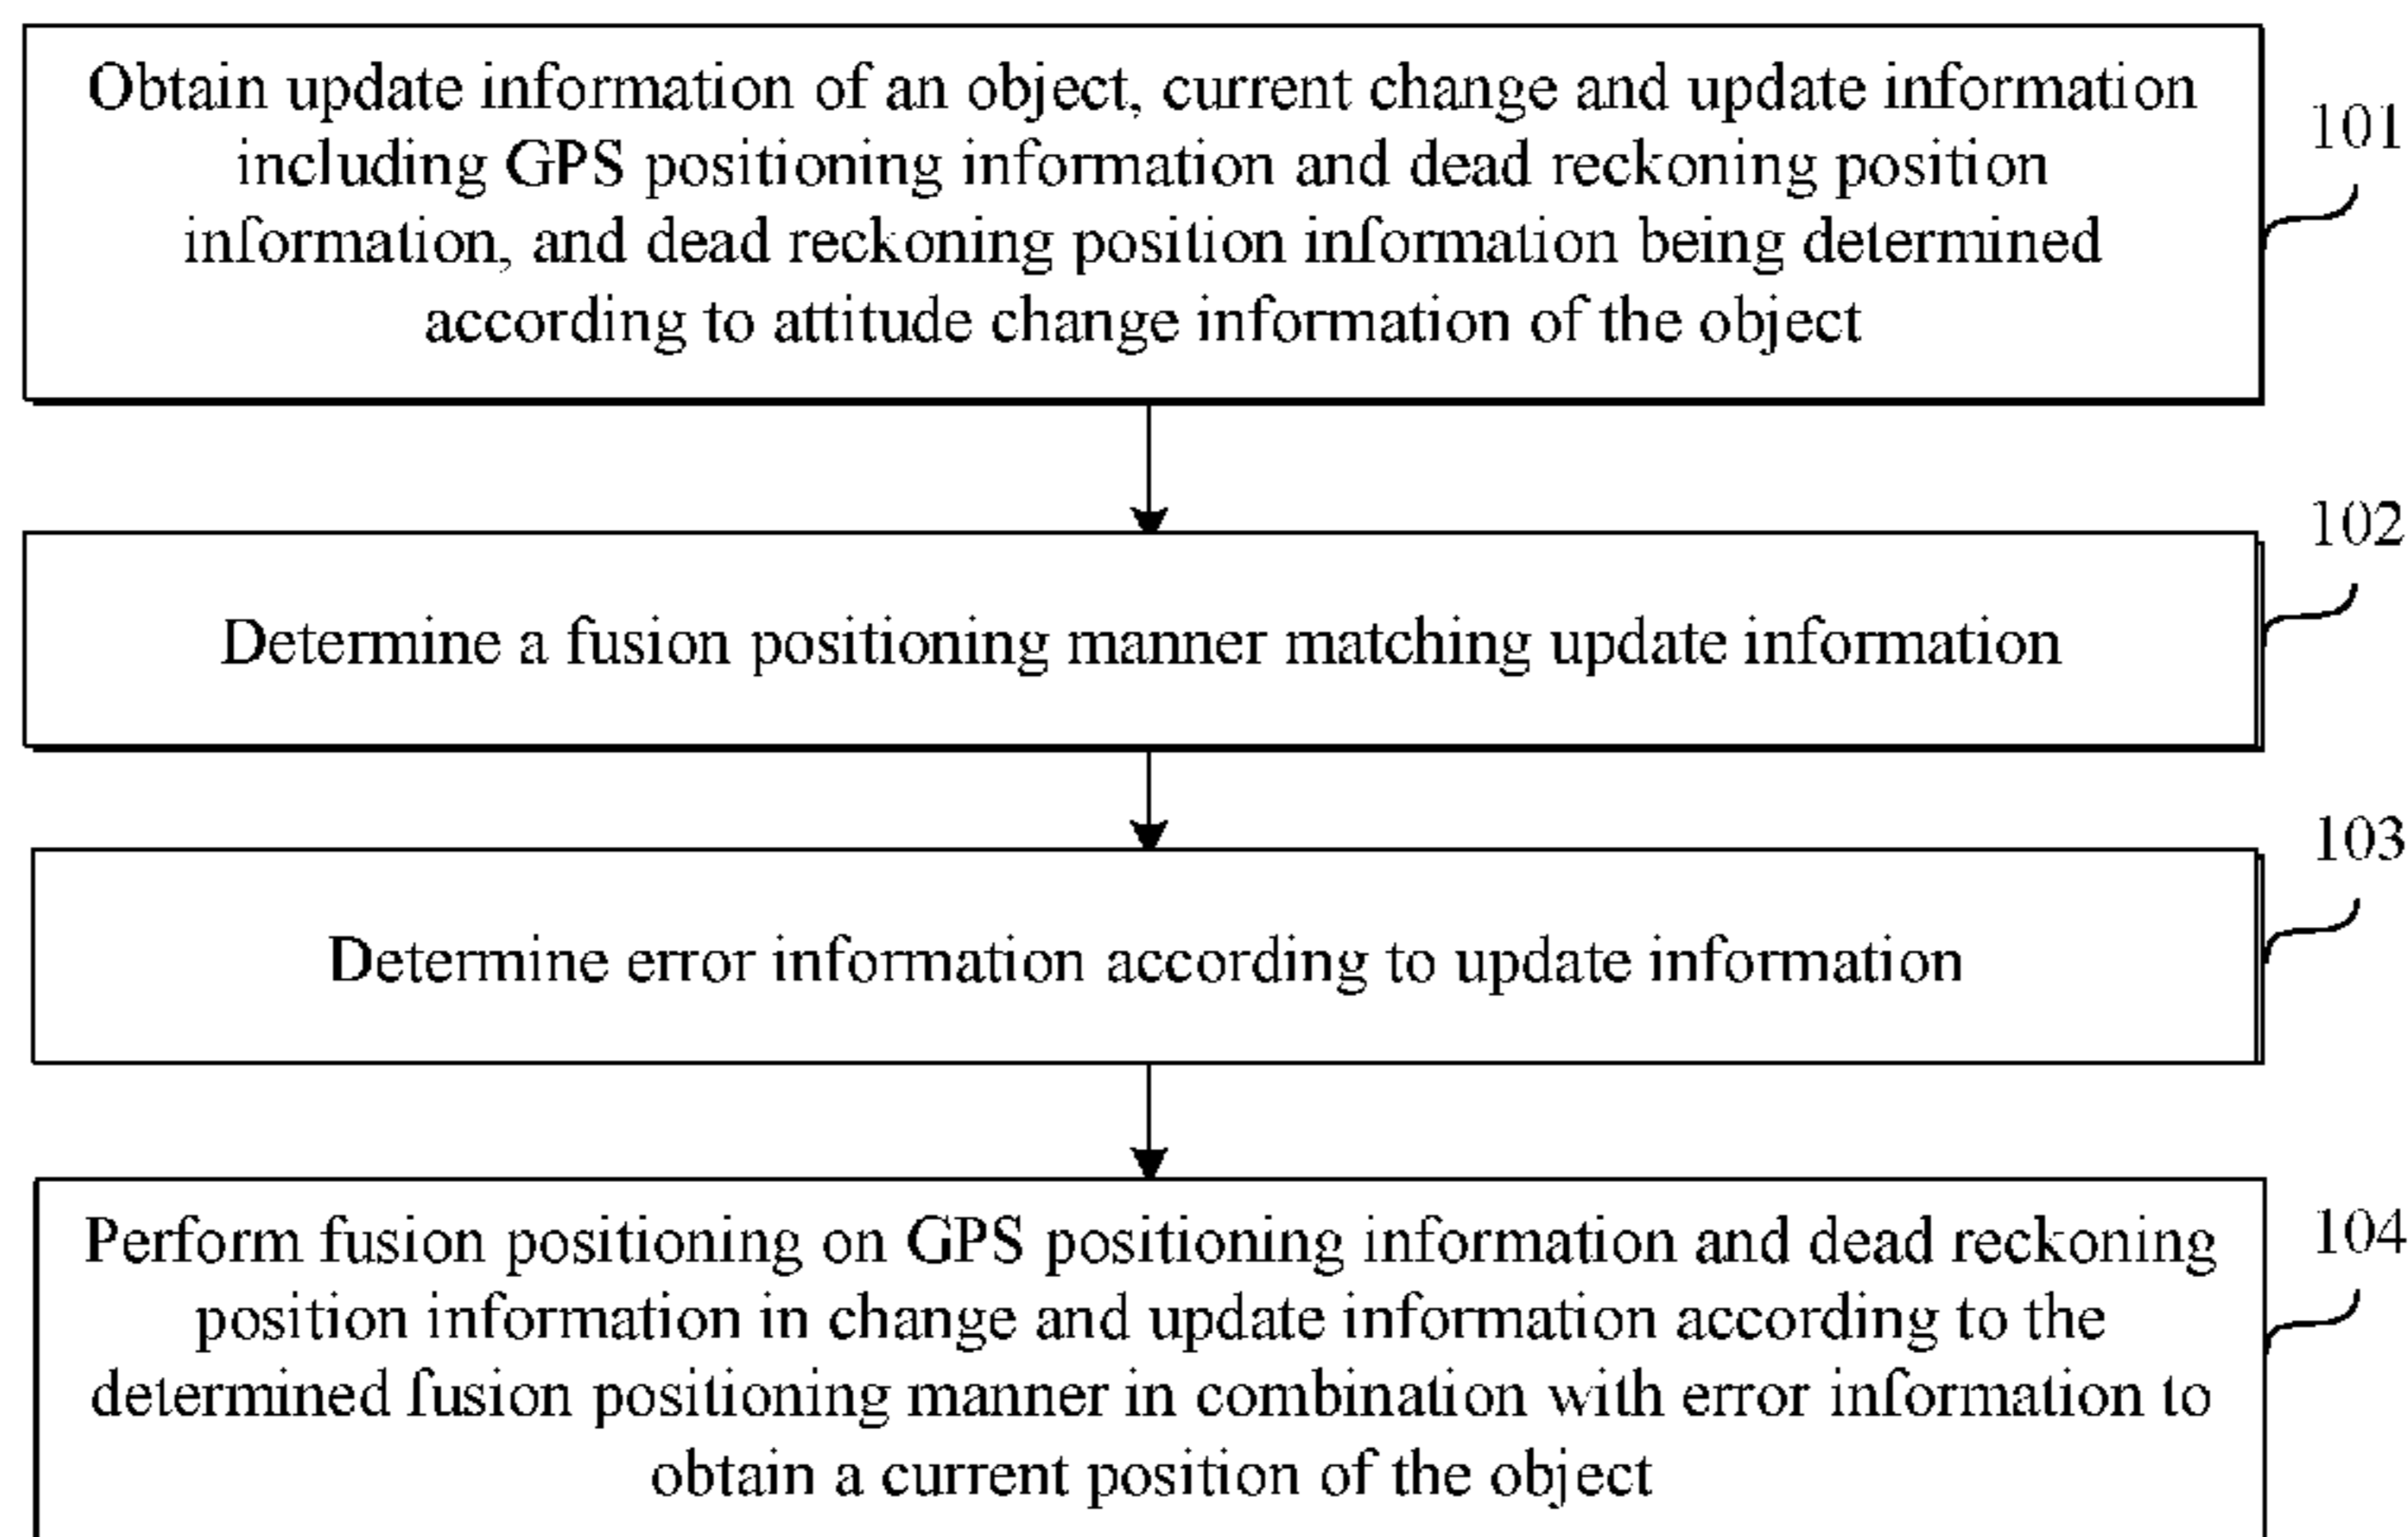 Obtain update information of an object, current change and update information
including GPS positioning information and dead reckoning position
information, and dead reckoning position information being determined
according to attitude change information of the object
101
Determine a fusion positioning manner matching update information
102
Determine error information according to update information
103
Perform fusion positioning on GPS positioning information and dead reckoning
position information in change and update information according to the
determined fusion positioning manner in combination with error information to
obtain a current position of the object
104